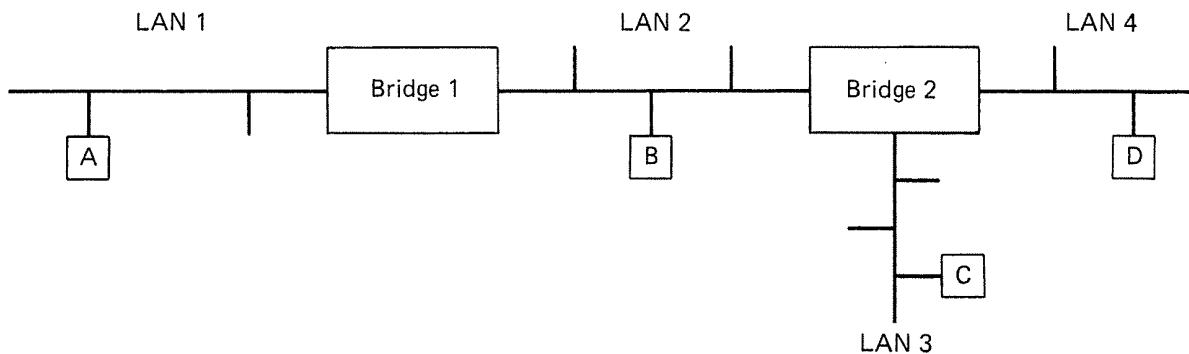 LAN 1
LAN 2
LAN 4
Bridge 1
Bridge 2
A
B
D
C
LAN 3